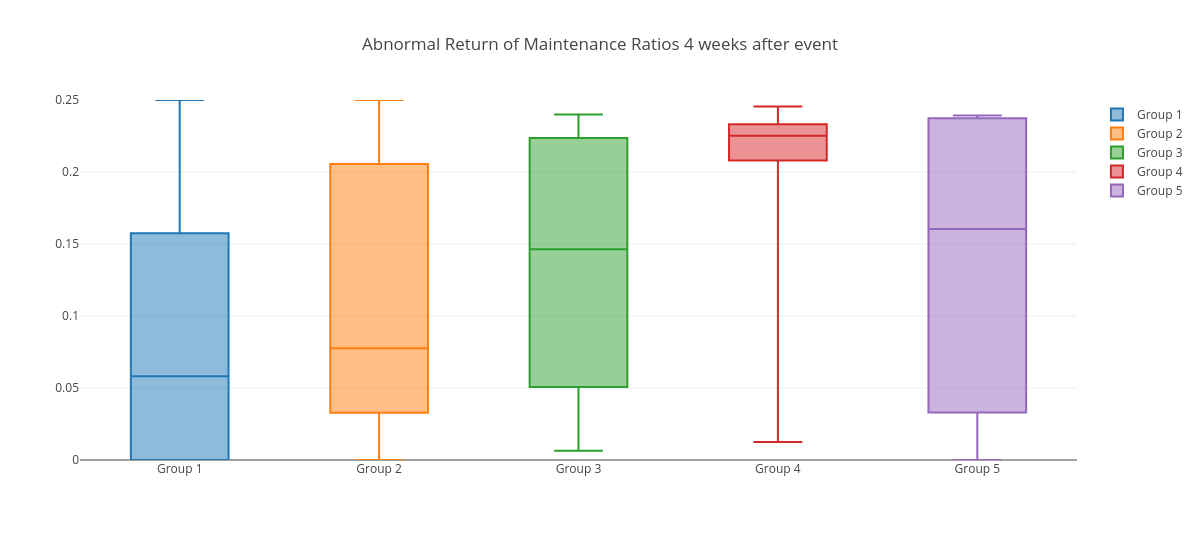 Abnormal Return of Maintenance Ratios 4 weeks after event
0.25
0.2
0.15
0.1
0.05
0
Group 1
Group 2
Group 3
Group 4
Group 5
Group 1
Group 2
Group 3
Group 4
Group 5